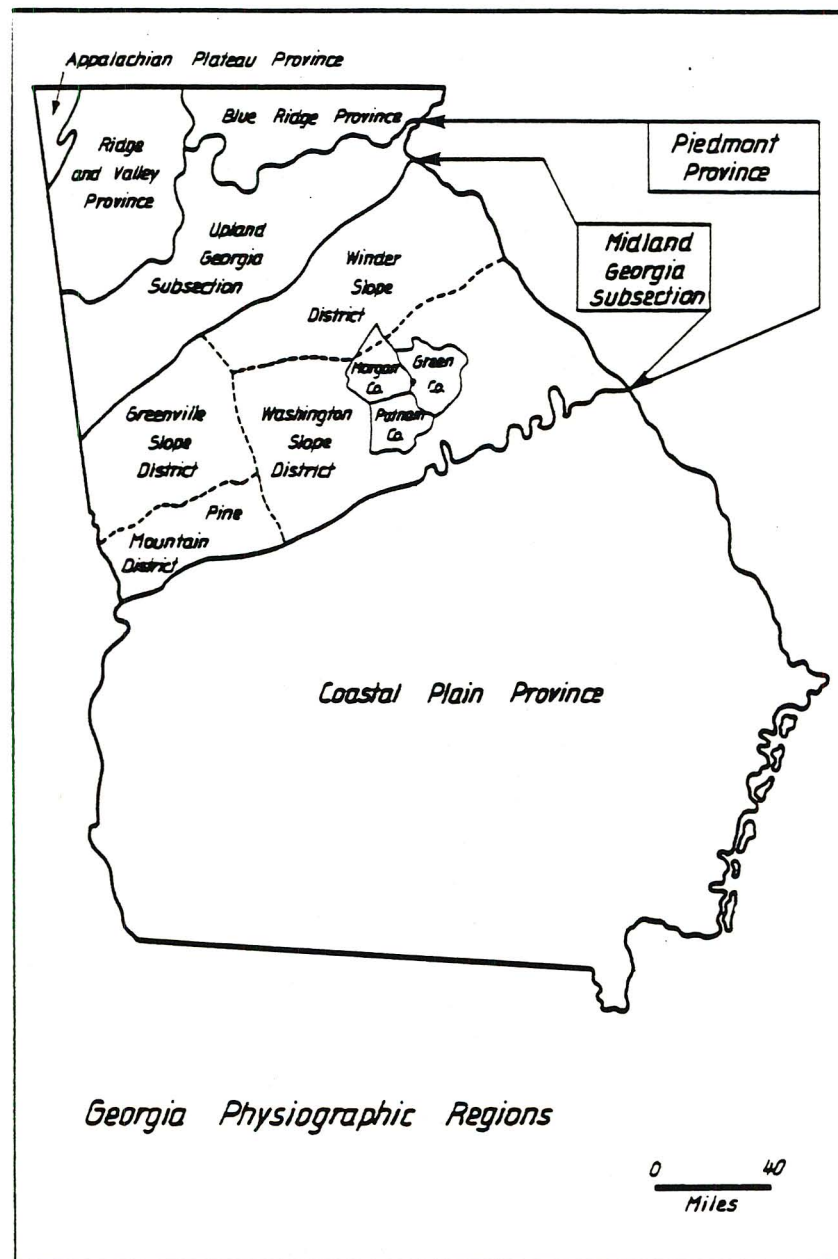 Appalachian Plateau Province
Blue Ridge Province
Ridge
and Valley
Province
Piedmont
Province
Upland
Georgia
Subsection
Midland
Georgia
Subsection
Winder
Slope
District
Morgan
Co.
Green
Co.
Putnam
Co.
Greenville
Slope
District
Washington
Slope
District
Pine
Mountain
District
Coastal Plain Province
Georgia Physiographic Regions
0 40
Miles